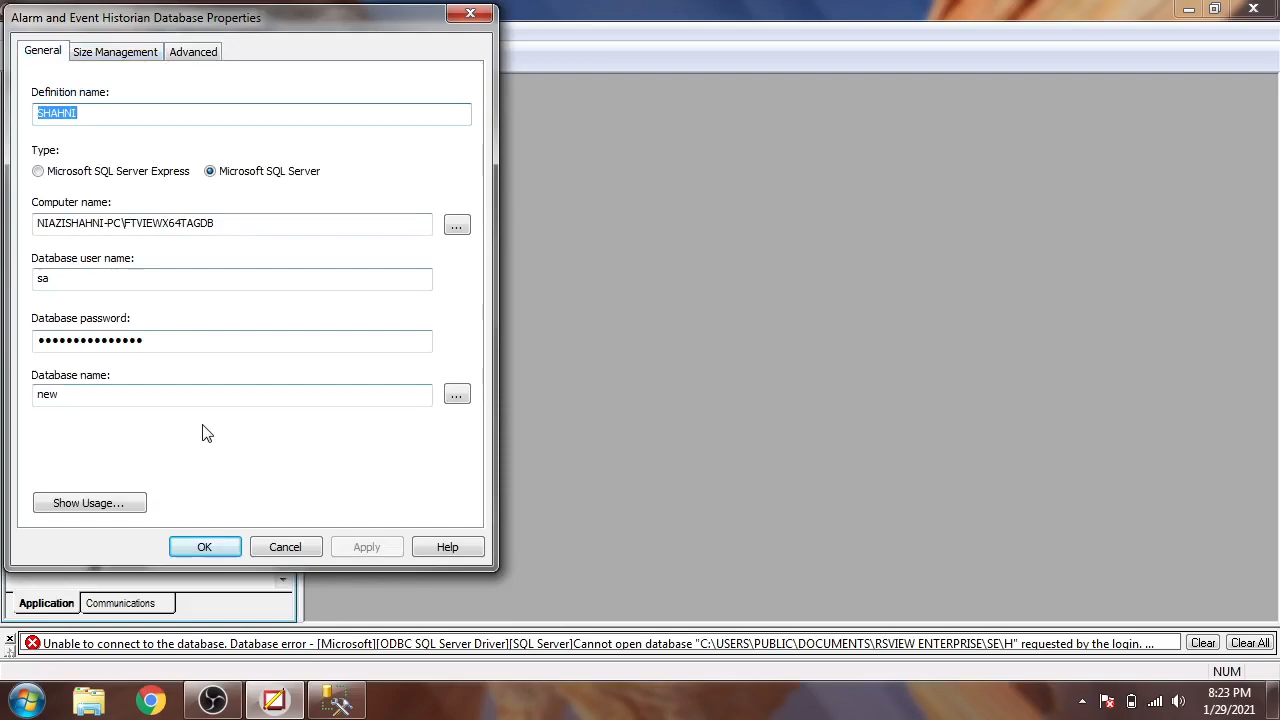 Alarm and Event Historian Database Properties
General
Size Management
Advanced
Definition name:
SHAHNI
Type:
Microsoft SQL Server Express
Microsoft SQL Server
Computer name:
NIAZISHAHNI-PC\FTVIEWX64TAGDB
...
Database user name:
sa
Database password:
•••••••••••••••
Database name:
new
...
Show Usage...
OK
Cancel
Apply
Help
Application
Communications
Unable to connect to the database. Database error - [Microsoft][ODBC SQL Server Driver][SQL Server]Cannot open database "C:\USERS\PUBLIC\DOCUMENTS\RSVIEW ENTERPRISE\SE\H" requested by the login. ...
Clear
Clear All
NUM
8:23 PM
1/29/2021